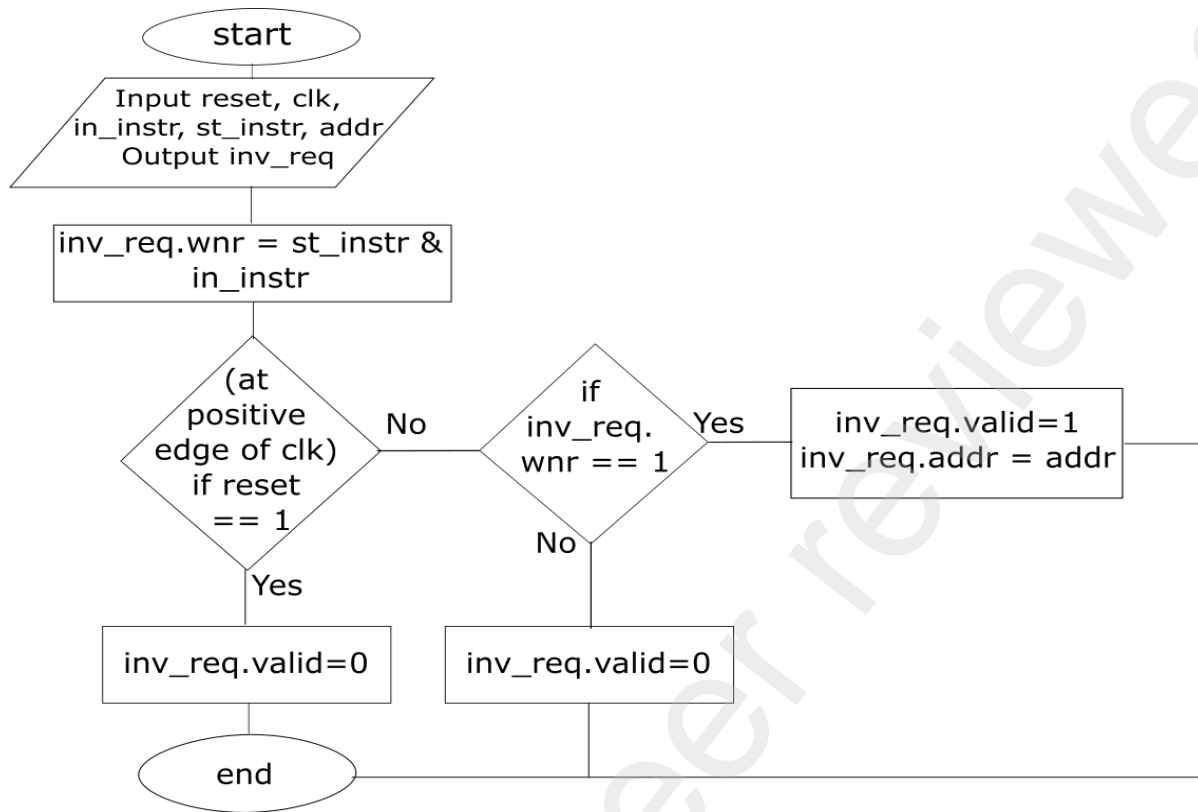 start
Input reset, clk,
in_instr, st_instr, addr
Output inv_req
inv_req.wnr = st_instr &
in_instr
(at
positive
edge of clk)
if reset
== 1
No
if
inv_req.
wnr == 1
Yes
inv_req.valid=1
inv_req.addr = addr
No
Yes
inv_req.valid=0
inv_req.valid=0
end
eer reviewe